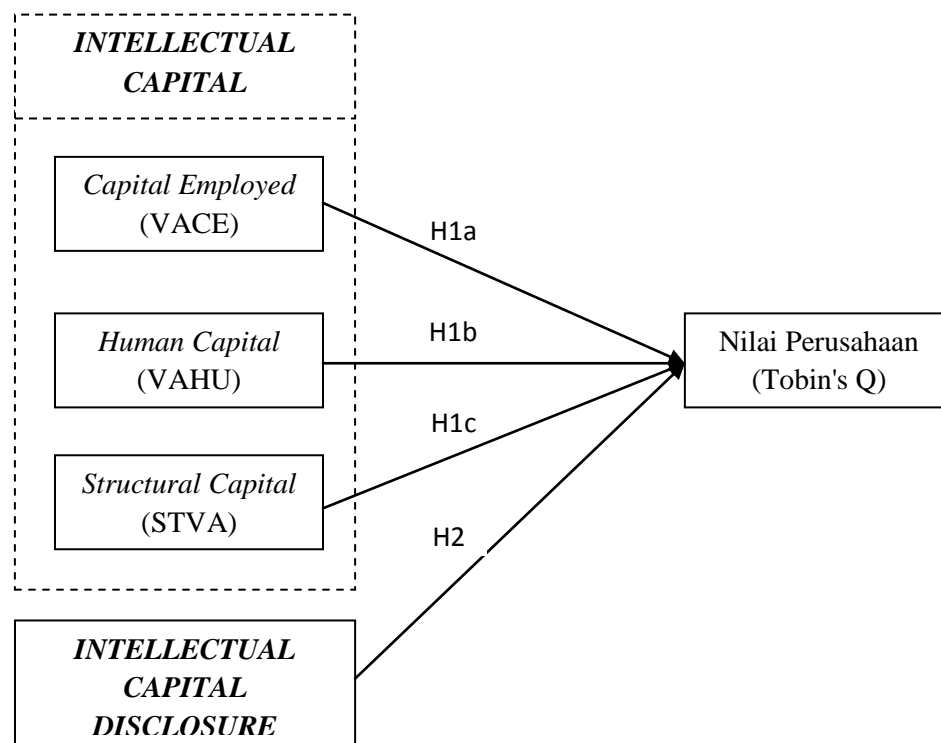 INTELLECTUAL
CAPITAL
Capital Employed
(VACE)
H1a
Human Capital
(VAHU)
H1b
Nilai Perusahaan
(Tobin's Q)
H1c
Structural Capital
(STVA)
H2
INTELLECTUAL
CAPITAL
DISCLOSURE